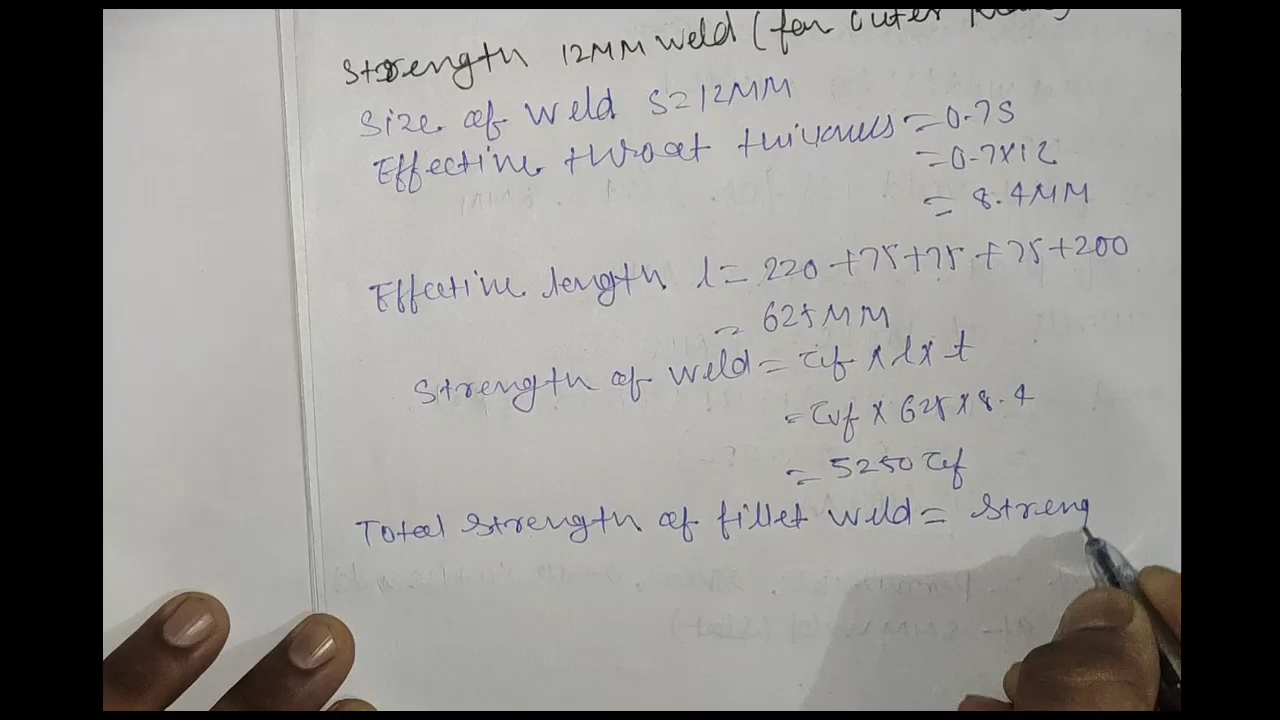 Strength 12MM weld (for outer
Size of weld S=12MM
Effective throat thickness = 0.7S
= 0.7×12
= 8.4MM
Effective length l = 220+75+75+75+200
= 625MM
Strength of weld = τvf × l × t
= τvf × 625 × 8.4
= 5250 τvf
Total strength of fillet weld = Streng